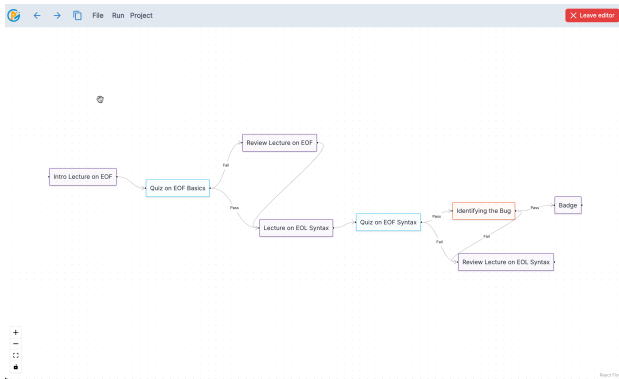 File Run Project
Leave editor
Review Lecture on EOF
Fail
Intro Lecture on EOF
Quiz on EOF Basics
Pass
Badge
Pass
Identifying the Bug
Pass
Quiz on EOF Syntax
Lecture on EOL Syntax
Fail
Fail
Review Lecture on EOL Syntax